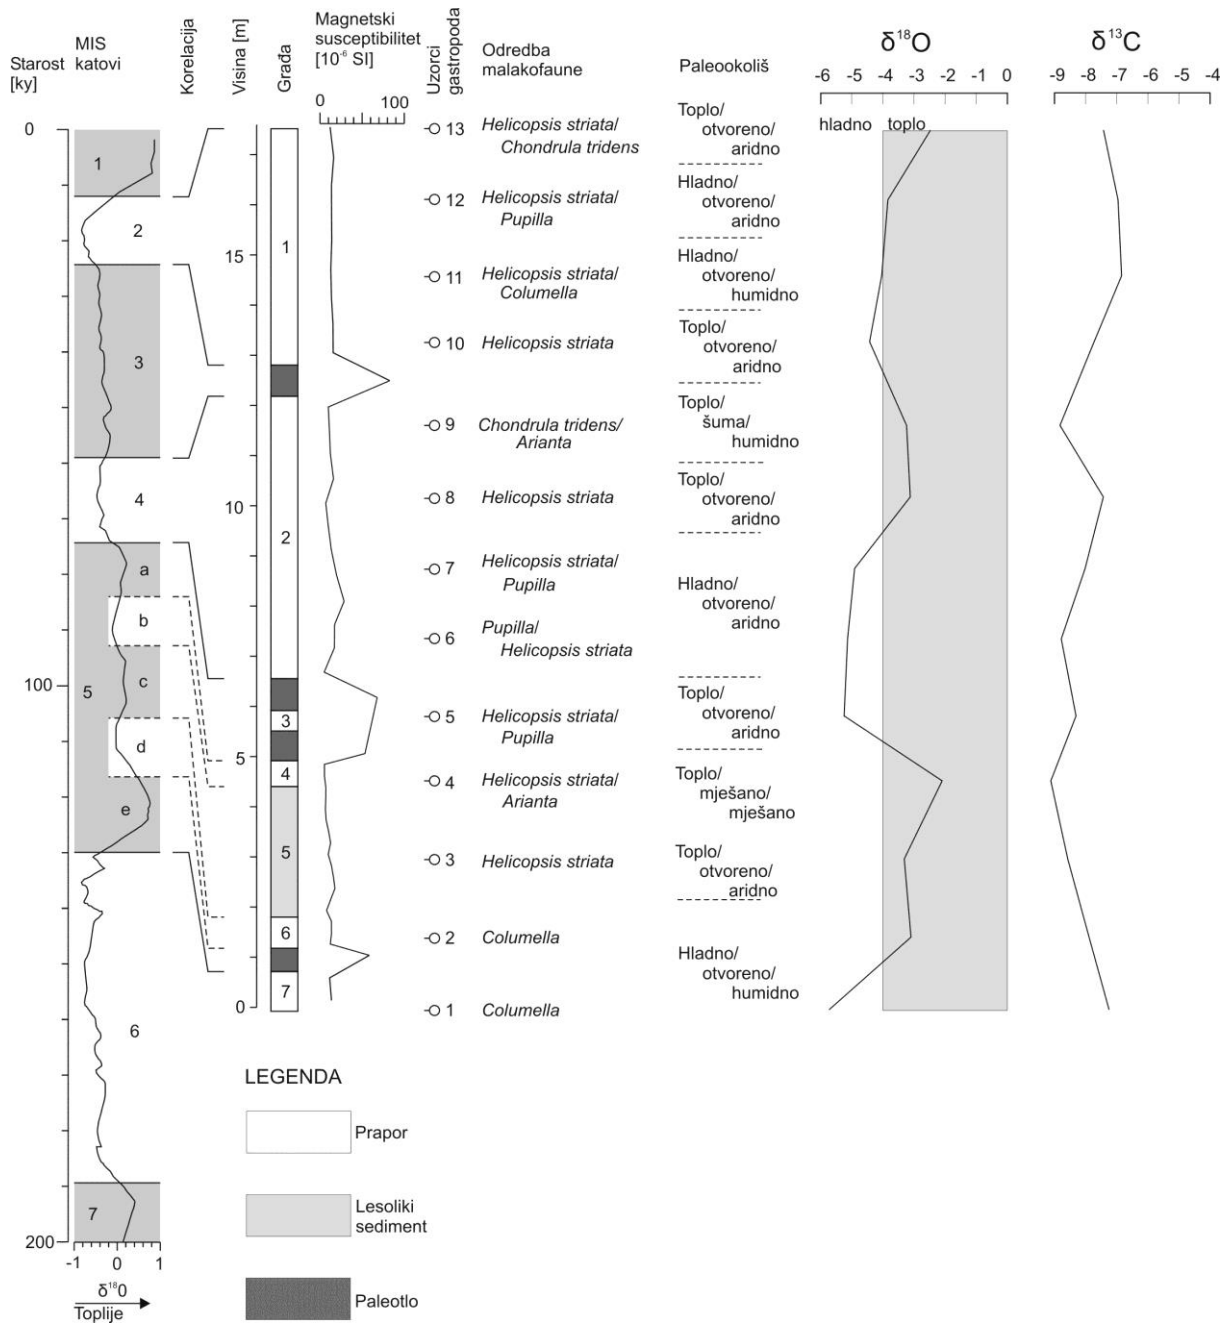 Starost
[ky]
MIS
katovi
Korelacija
Visina [m]
Građa
Magnetski
susceptibilitet
[10⁻⁶ SI]
Uzorci
gastropoda
Odredba
malakofaune
Paleookoliš
δ¹⁸O
δ¹³C
0 100
-6 -5 -4 -3 -2 -1 0
-9 -8 -7 -6 -5 -4
hladno toplo
0
100
200
1
2
3
4
5
a
b
c
d
e
6
7
-1 0 1
δ¹⁸0
Toplije
15
10
5
0
1
2
3
4
5
6
7
13 Helicopsis striata/
Chondrula tridens
Toplo/
otvoreno/
aridno
12 Helicopsis striata/
Pupilla
Hladno/
otvoreno/
aridno
11 Helicopsis striata/
Columella
Hladno/
otvoreno/
humidno
10 Helicopsis striata
Toplo/
otvoreno/
aridno
9 Chondrula tridens/
Arianta
Toplo/
šuma/
humidno
8 Helicopsis striata
Toplo/
otvoreno/
aridno
7 Helicopsis striata/
Pupilla
Hladno/
otvoreno/
aridno
6 Pupilla/
Helicopsis striata
5 Helicopsis striata/
Pupilla
Toplo/
otvoreno/
aridno
4 Helicopsis striata/
Arianta
Toplo/
mješano/
mješano
3 Helicopsis striata
Toplo/
otvoreno/
aridno
2 Columella
Hladno/
otvoreno/
humidno
1 Columella
LEGENDA
Prapor
Lesoliki
sediment
Paleotlo